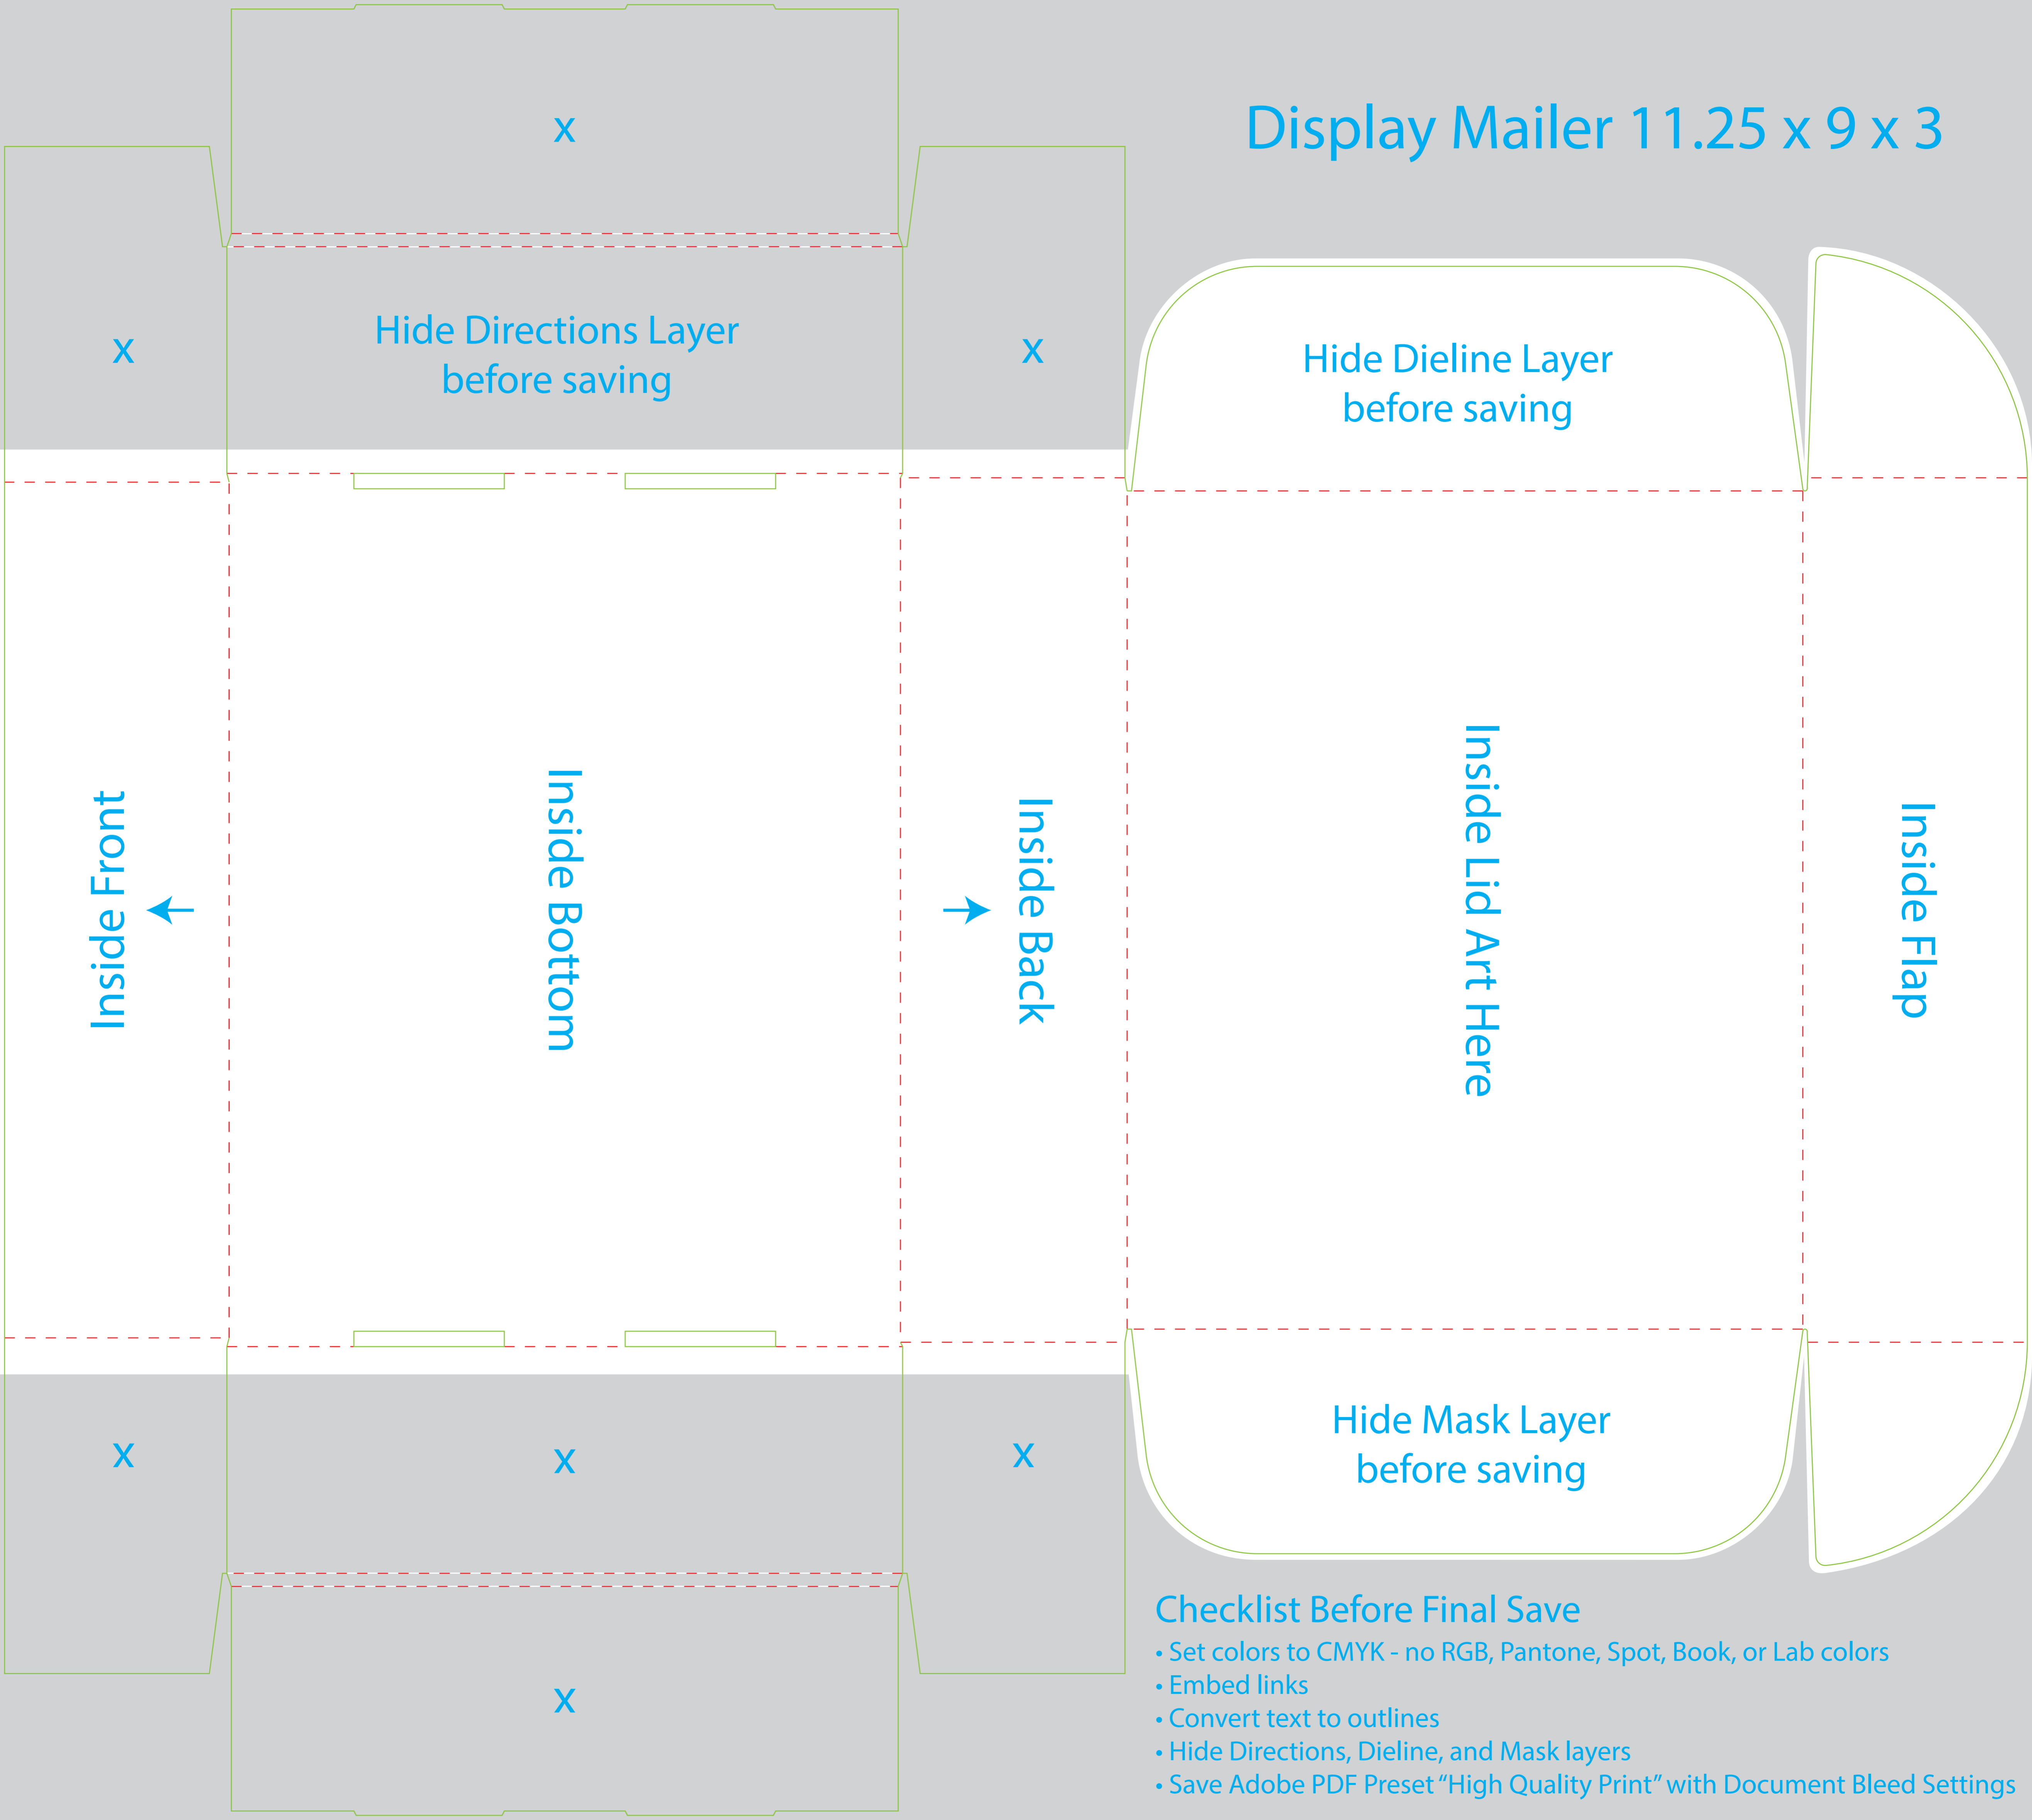 x
Display Mailer 11.25 x 9 x 3
x
Hide Directions Layer
before saving
x
Hide Dieline Layer
before saving
Inside Front
Inside Bottom
Inside Back
Inside Lid Art Here
Inside Flap
x
x
x
Hide Mask Layer
before saving
x
Checklist Before Final Save
• Set colors to CMYK - no RGB, Pantone, Spot, Book, or Lab colors
• Embed links
• Convert text to outlines
• Hide Directions, Dieline, and Mask layers
• Save Adobe PDF Preset “High Quality Print” with Document Bleed Settings